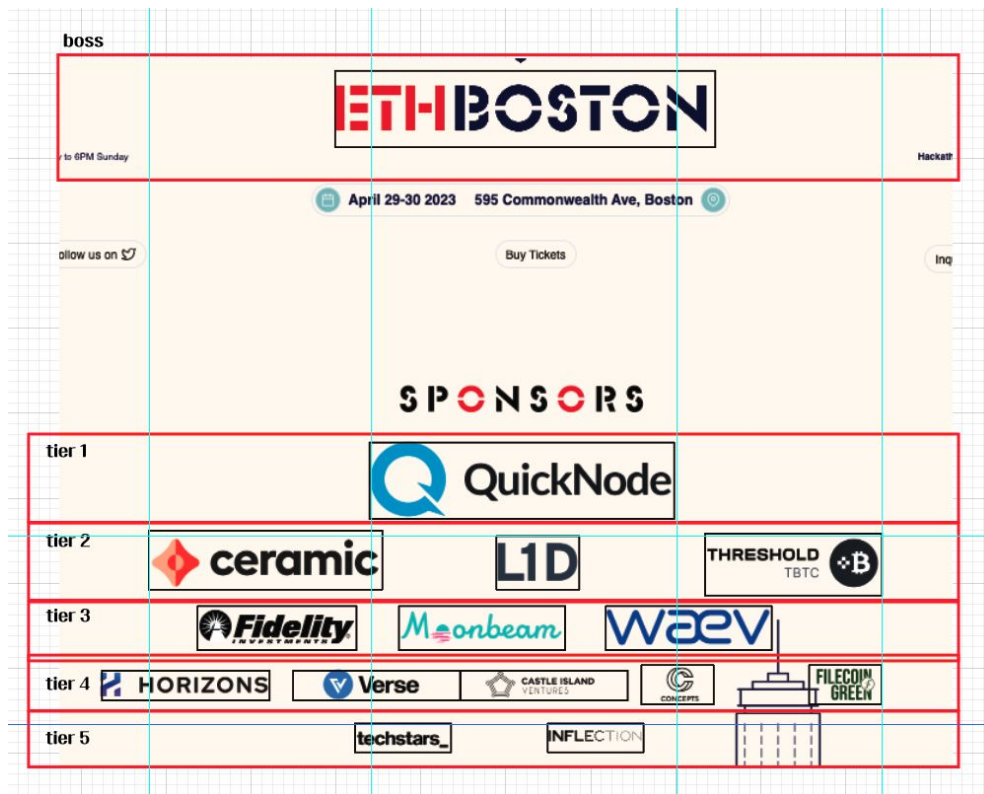 boss
ETHBOSTON
to 6PM Sunday
Hackath
April 29-30 2023 595 Commonwealth Ave, Boston
ollow us on
Buy Tickets
Inq
SPONSORS
tier 1
QuickNode
tier 2
ceramic
L1D
THRESHOLD
TBTC
tier 3
Fidelity
INVESTMENTS
Moonbeam
waev
tier 4
HORIZONS
Verse
CASTLE ISLAND
VENTURES
CONCEPTS
FILECOIN
GREEN
tier 5
techstars_
INFLECTION